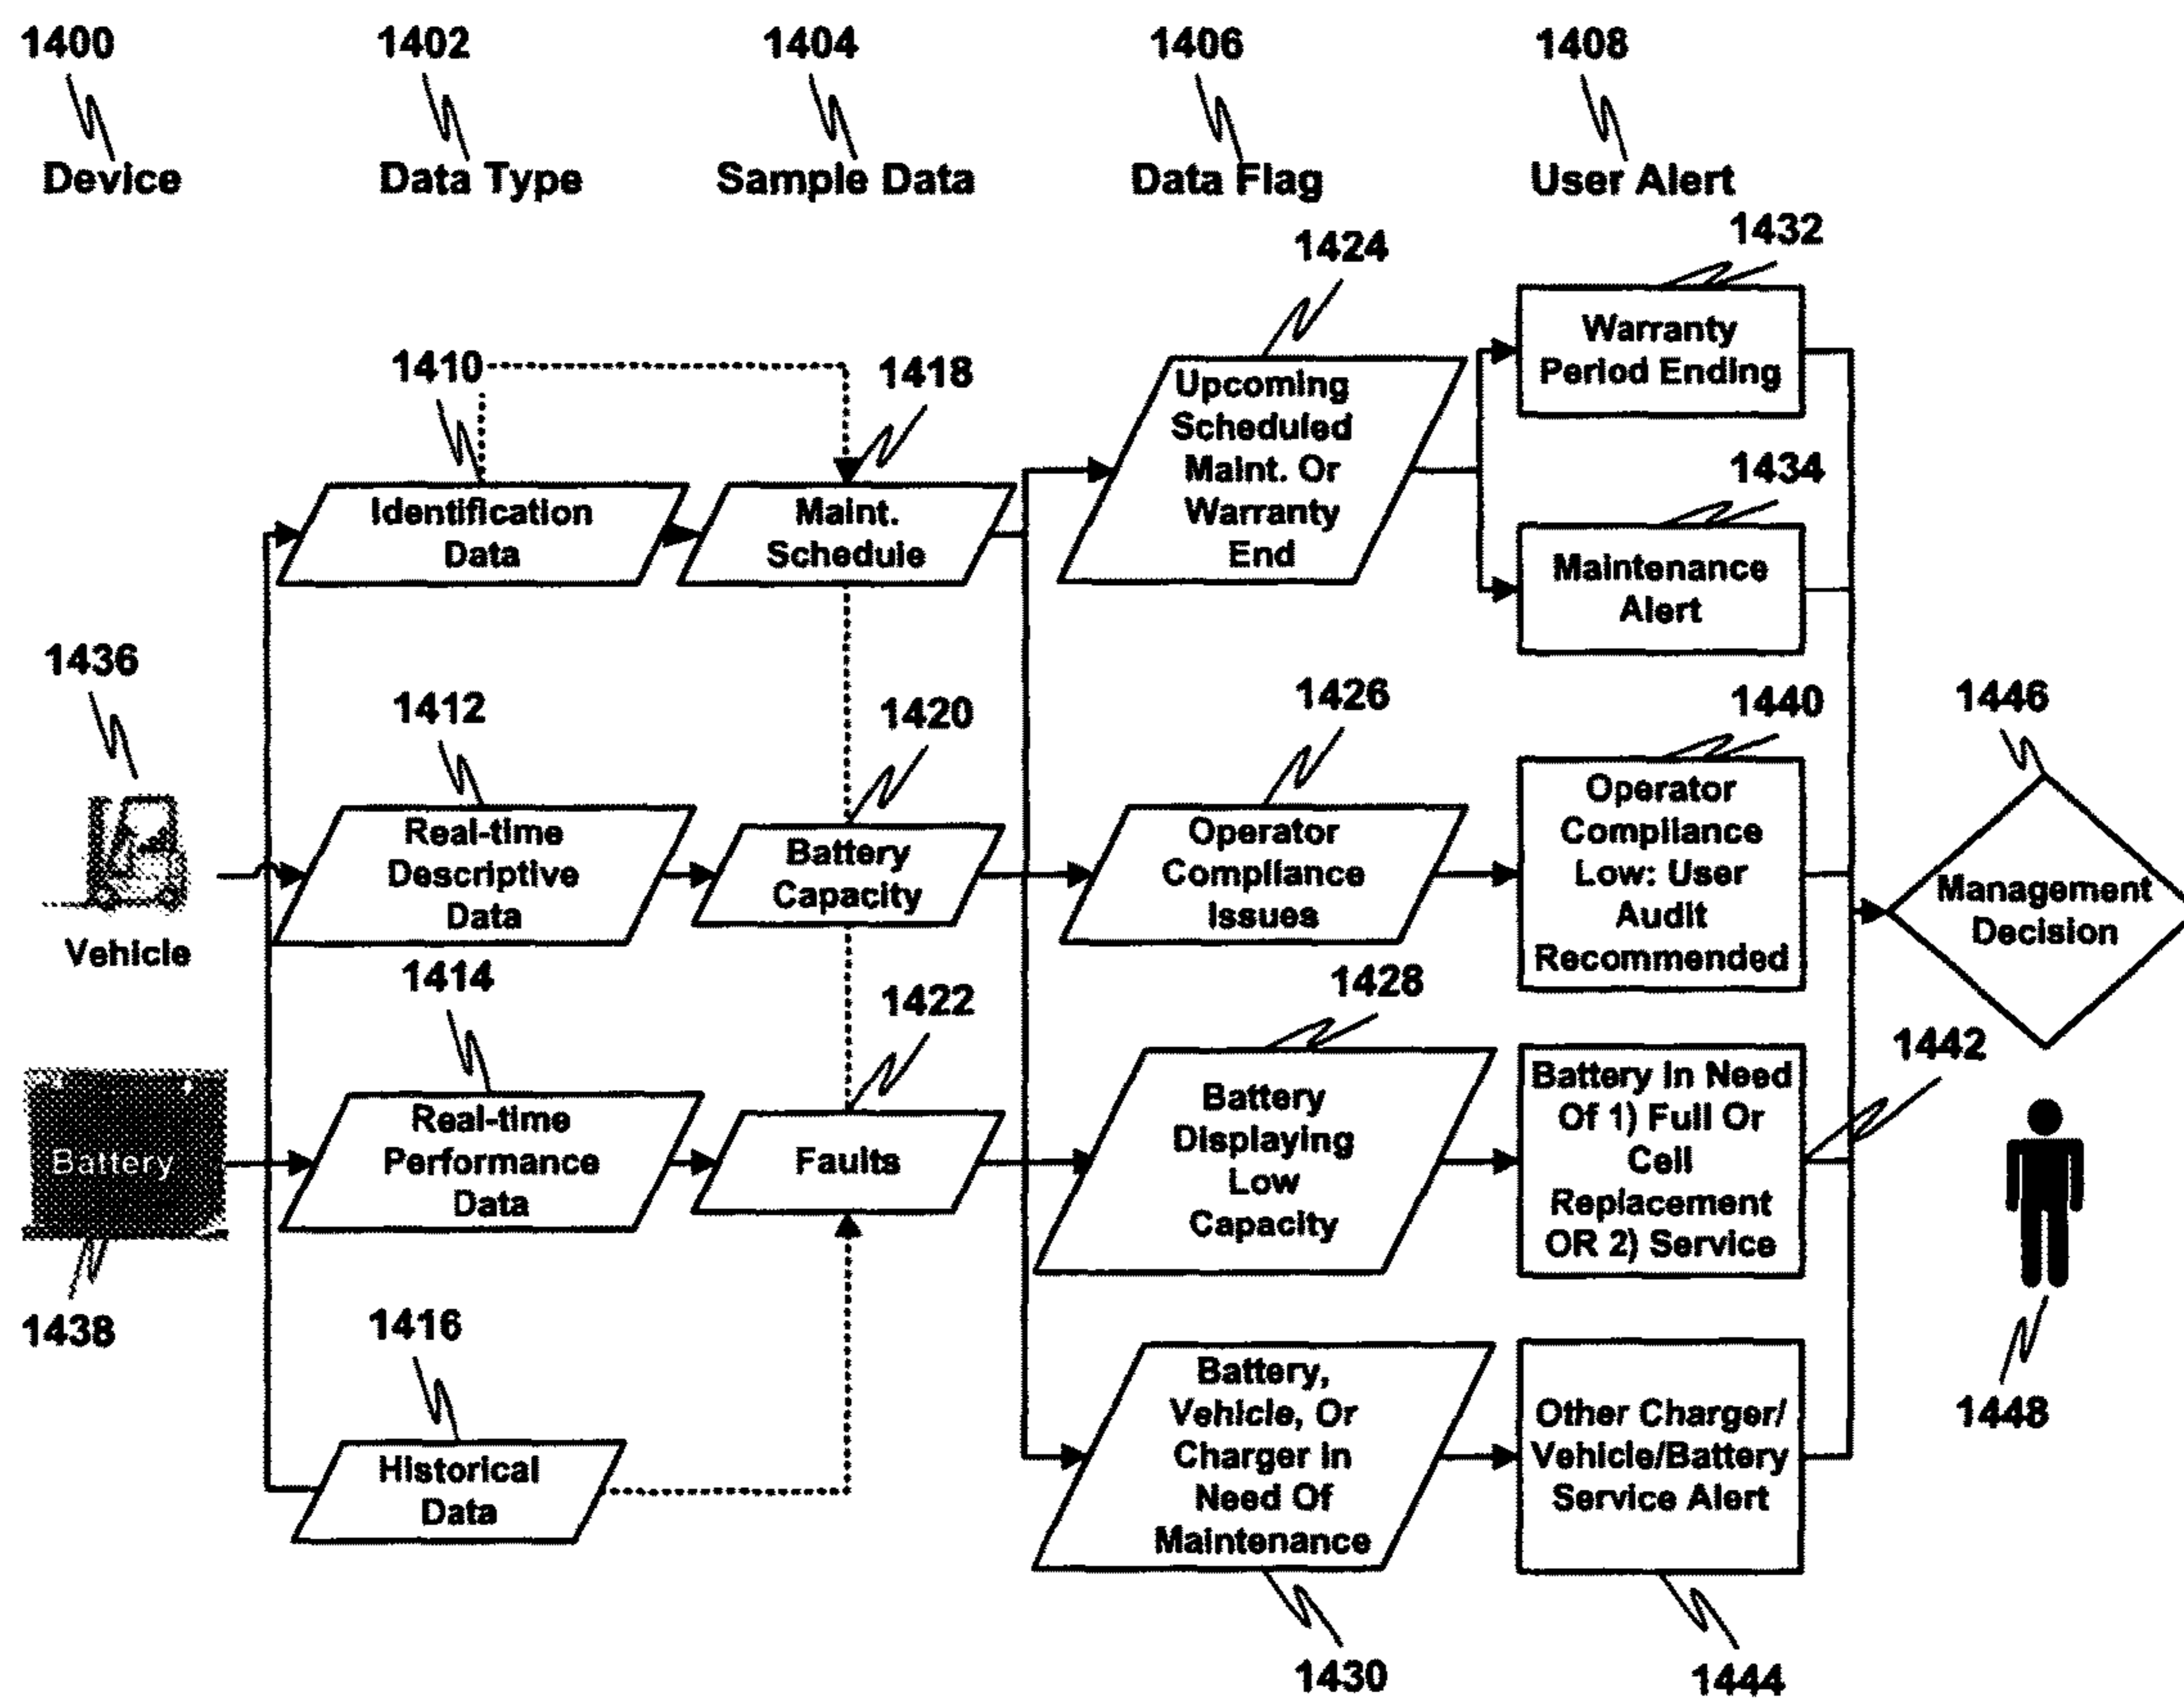 1400
1402
1404
1406
1408
Device
Data Type
Sample Data
Data Flag
User Alert
1410
1418
1424
1432
Identification
Data
Maint.
Schedule
Upcoming
Scheduled
Maint. Or
Warranty
End
Warranty
Period Ending
1434
Maintenance
Alert
1436
Vehicle
1412
Real-time
Descriptive
Data
1420
Battery
Capacity
1426
Operator
Compliance
Issues
1440
Operator
Compliance
Low: User
Audit
Recommended
1446
Management
Decision
Battery
1438
1414
Real-time
Performance
Data
1422
Faults
1428
Battery
Displaying
Low
Capacity
1442
Battery In Need
Of 1) Full Or
Cell
Replacement
OR 2) Service
1448
1416
Historical
Data
Battery,
Vehicle, Or
Charger in
Need Of
Maintenance
1430
Other Charger/
Vehicle/Battery
Service Alert
1444